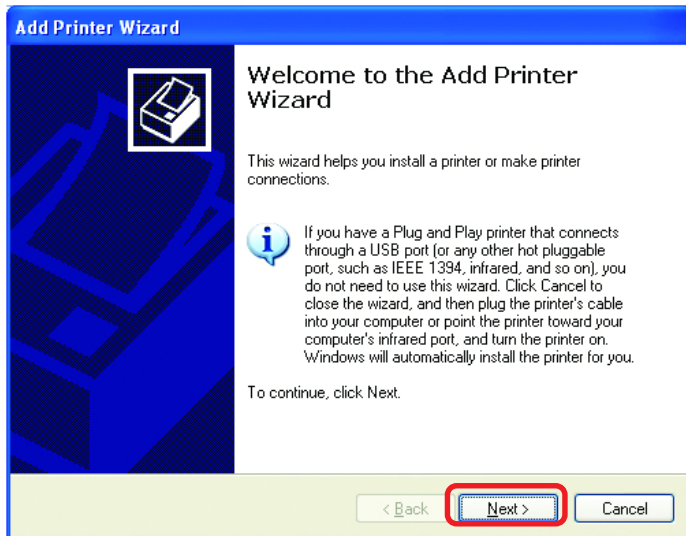 Add Printer Wizard
Welcome to the Add Printer
Wizard
This wizard helps you install a printer or make printer
connections.
If you have a Plug and Play printer that connects
through a USB port (or any other hot pluggable
port, such as IEEE 1394, infrared, and so on), you
do not need to use this wizard. Click Cancel to
close the wizard, and then plug the printer's cable
into your computer or point the printer toward your
computer's infrared port, and turn the printer on.
Windows will automatically install the printer for you.
To continue, click Next.
< Back Next > Cancel